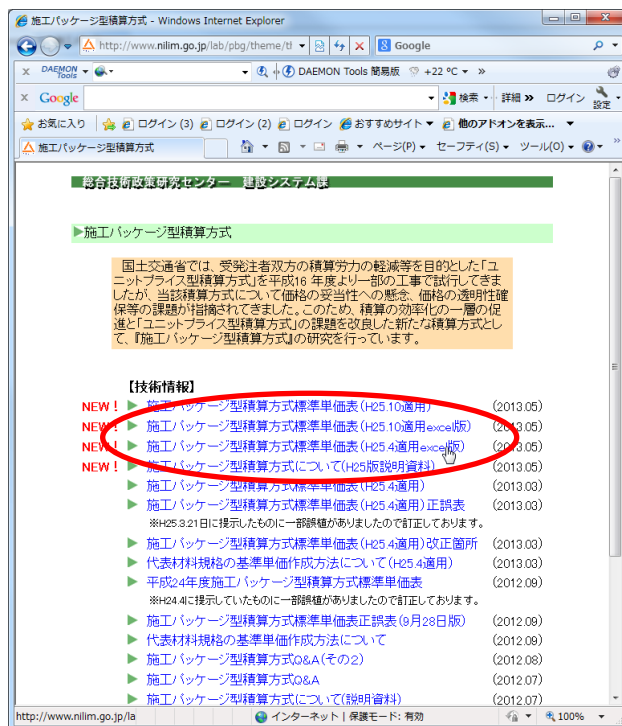 施工パッケージ型積算方式 - Windows Internet Explorer
http://www.nilim.go.jp/lab/pbg/theme/tl
Google
DAEMON Tools
DAEMON Tools 簡易版
+22 °C
Google
検索
詳細 »
ログイン
設定
お気に入り
ログイン (3)
ログイン (2)
ログイン
おすすめサイト
他のアドオンを表示...
施工パッケージ型積算方式
ページ(P)
セーフティ(S)
ツール(O)
総合技術政策研究センター 建設システム課
施工パッケージ型積算方式
国土交通省では、受発注者双方の積算労力の軽減等を目的とした「ユ
ニットプライス型積算方式」を平成16 年度より一部の工事で試行してきま
したが、当該積算方式について価格の妥当性への懸念、価格の透明性確
保等の課題が指摘されてきました。このため、積算の効率化の一層の促
進と「ユニットプライス型積算方式」の課題を改良した新たな積算方式とし
て、『施工パッケージ型積算方式』の研究を行っています。
【技術情報】
NEW! 施工パッケージ型積算方式標準単価表(H25.10適用) (2013.05)
NEW! 施工パッケージ型積算方式標準単価表(H25.10適用excel版) (2013.05)
NEW! 施工パッケージ型積算方式標準単価表(H25.4適用excel版) (2013.05)
NEW! 施工パッケージ型積算方式について(H25版説明資料) (2013.05)
施工パッケージ型積算方式標準単価表(H25.4適用) (2013.03)
施工パッケージ型積算方式標準単価表(H25.4適用)正誤表 (2013.03)
※H25.3.21日に提示したものに一部誤値がありましたので訂正しております。
施工パッケージ型積算方式標準単価表(H25.4適用)改正箇所 (2013.03)
代表材料規格の基準単価作成方法について(H25.4適用) (2013.03)
平成24年度施工パッケージ型積算方式標準単価表 (2012.09)
※H24.4に提示していたものに一部誤値がありましたので訂正しております。
施工パッケージ型積算方式標準単価表正誤表(9月28日版) (2012.09)
代表材料規格の基準単価作成方法について (2012.09)
施工パッケージ型積算方式Q&A(その2) (2012.08)
施工パッケージ型積算方式Q&A (2012.07)
施工パッケージ型積算方式について(説明資料) (2012.07)
http://www.nilim.go.jp/la
インターネット | 保護モード: 有効
100%